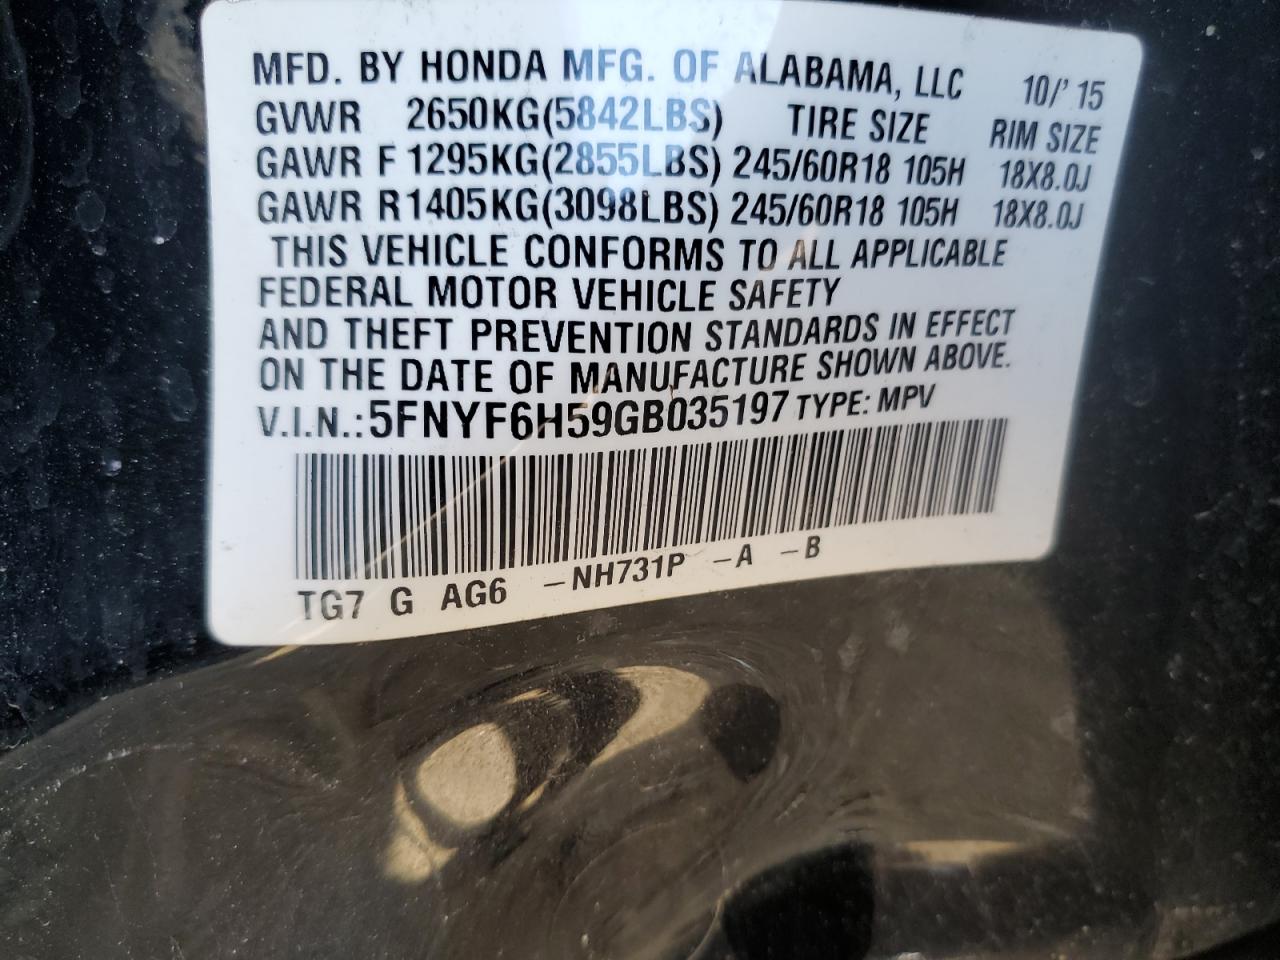 MFD. BY HONDA MFG. OF ALABAMA, LLC 10/'15
GVWR 2650KG(5842LBS) TIRE SIZE RIM SIZE
GAWR F 1295KG(2855LBS) 245/60R18 105H 18X8.0J
GAWR R1405KG(3098LBS) 245/60R18 105H 18X8.0J
THIS VEHICLE CONFORMS TO ALL APPLICABLE
FEDERAL MOTOR VEHICLE SAFETY
AND THEFT PREVENTION STANDARDS IN EFFECT
ON THE DATE OF MANUFACTURE SHOWN ABOVE.
V.I.N.:5FNYF6H59GB035197 TYPE: MPV
TG7 G AG6 –NH731P –A –B